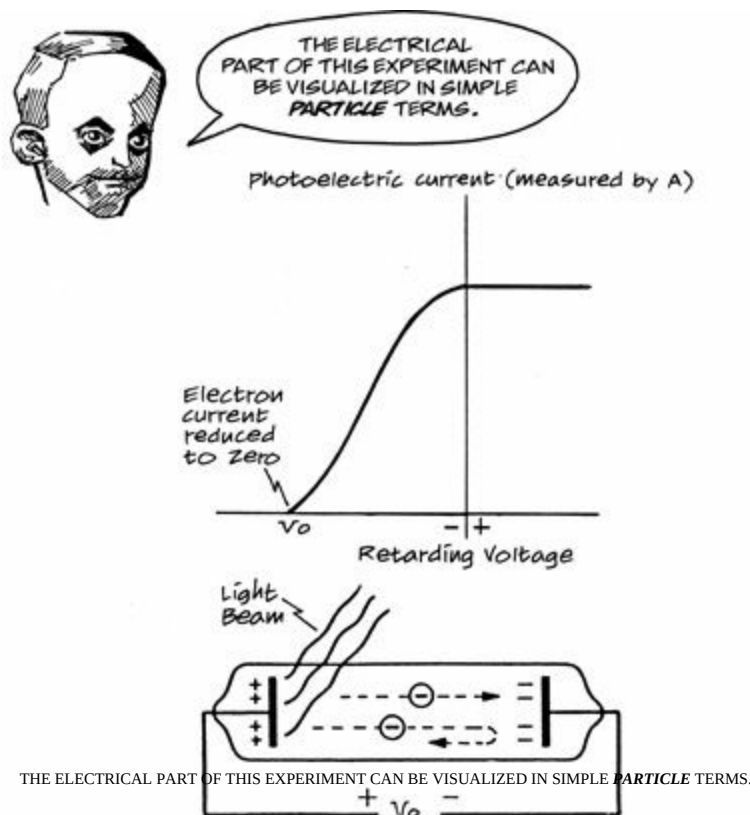 THE ELECTRICAL
PART OF THIS EXPERIMENT CAN
BE VISUALIZED IN SIMPLE
PARTICLE TERMS.
Photoelectric current (measured by A)
Electron
current
reduced
to zero
Vo
- +
Retarding Voltage
Light
Beam
+ - -
+ - -
+ - -
+ -
THE ELECTRICAL PART OF THIS EXPERIMENT CAN BE VISUALIZED IN SIMPLE PARTICLE TERMS.
+ Vo -